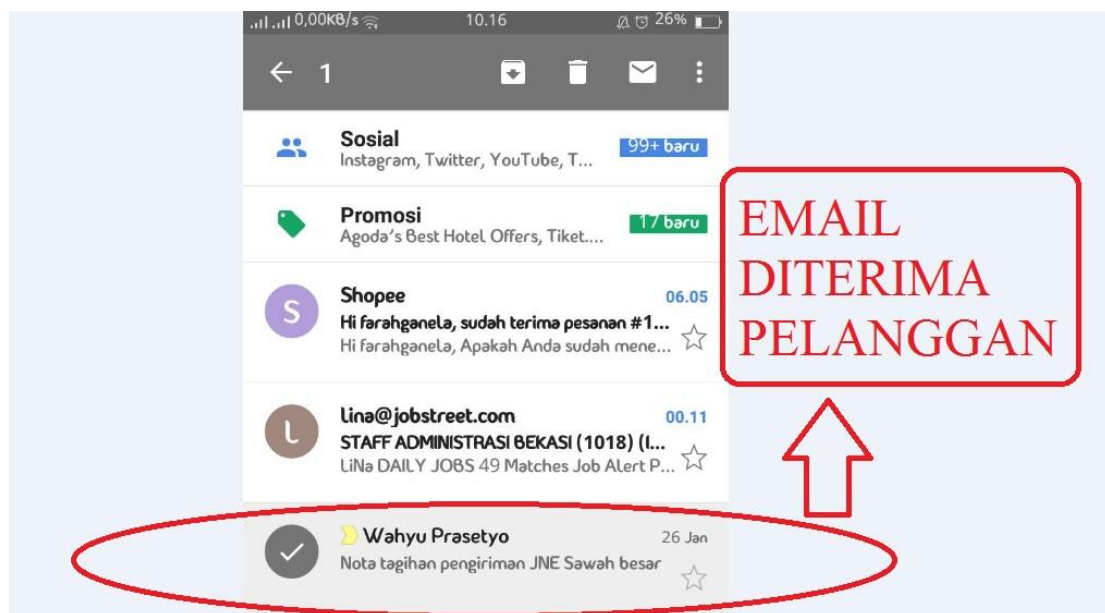 0,00KB/s 10.16 26%
1
Sosial
Instagram, Twitter, YouTube, T... 99+ baru
Promosi
Agoda's Best Hotel Offers, Tiket.... 17 baru
S
Shopee 06.05
Hi farahganela, sudah terima pesanan #1...
Hi farahganela, Apakah Anda sudah mene...
L
lina@jobstreet.com 00.11
STAFF ADMINISTRASI BEKASI (1018) (I...
LiNa DAILY JOBS 49 Matches Job Alert P...
Wahyu Prasetyo 26 Jan
Nota tagihan pengiriman JNE Sawah besar
EMAIL
DITERIMA
PELANGGAN